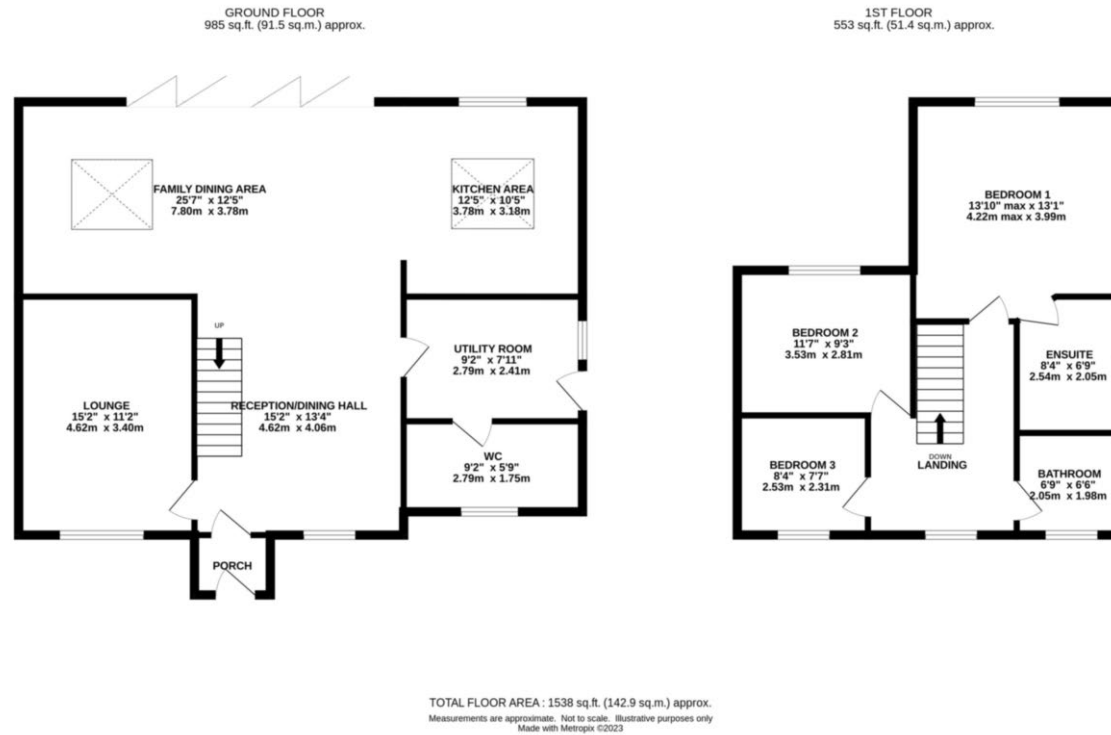 GROUND FLOOR
985 sq.ft. (91.5 sq.m.) approx.
1ST FLOOR
553 sq.ft. (51.4 sq.m.) approx.
FAMILY DINING AREA
25'7" x 12'5"
7.80m x 3.78m
KITCHEN AREA
12'5" x 10'5"
3.78m x 3.18m
UP
LOUNGE
15'2" x 11'2"
4.62m x 3.40m
RECEPTION/DINING HALL
15'2" x 13'4"
4.62m x 4.06m
UTILITY ROOM
9'2" x 7'11"
2.79m x 2.41m
WC
9'2" x 5'9"
2.79m x 1.75m
PORCH
BEDROOM 1
13'10" max x 13'1"
4.22m max x 3.99m
BEDROOM 2
11'7" x 9'3"
3.53m x 2.81m
ENSUITE
8'4" x 6'9"
2.54m x 2.05m
BEDROOM 3
8'4" x 7'7"
2.53m x 2.31m
DOWN
LANDING
BATHROOM
6'9" x 6'6"
2.05m x 1.98m
TOTAL FLOOR AREA : 1538 sq.ft. (142.9 sq.m.) approx.
Measurements are approximate. Not to scale. Illustrative purposes only
Made with Metropix ©2023